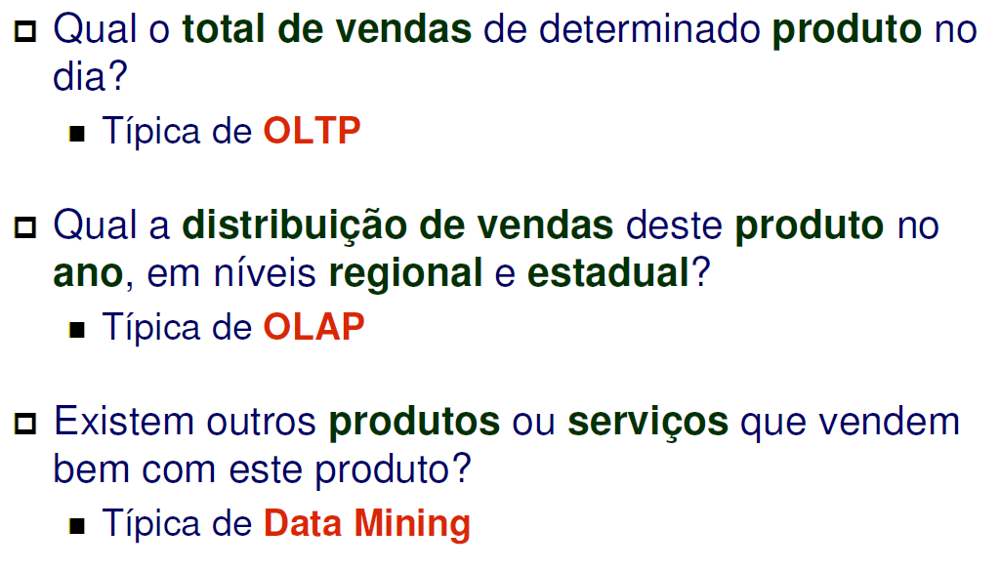 Qual o total de vendas de determinado produto no
dia?
Típica de OLTP
Qual a distribuição de vendas deste produto no
ano, em níveis regional e estadual?
Típica de OLAP
Existem outros produtos ou serviços que vendem
bem com este produto?
Típica de Data Mining